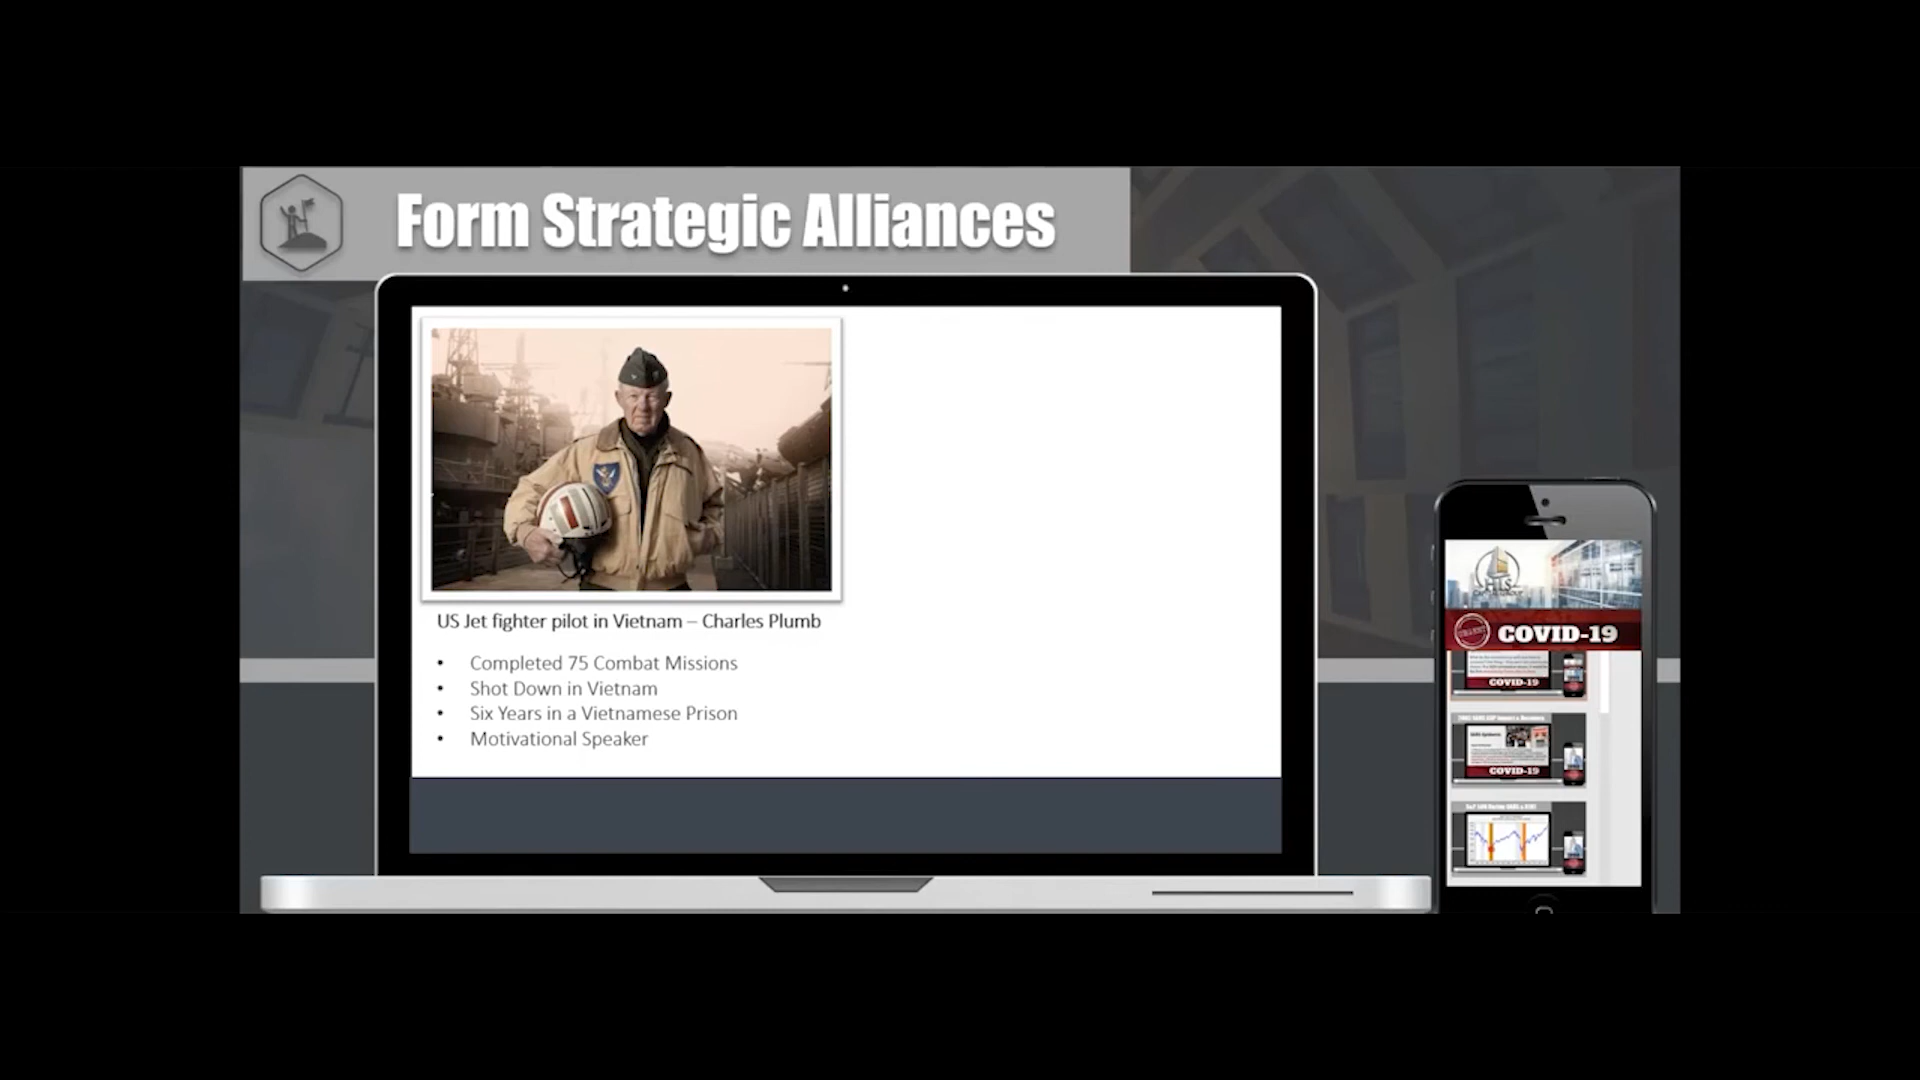 Form Strategic Alliances
US Jet fighter pilot in Vietnam – Charles Plumb
• Completed 75 Combat Missions
• Shot Down in Vietnam
• Six Years in a Vietnamese Prison
• Motivational Speaker
HIS
COVID-19
COVID-19
COVID-19